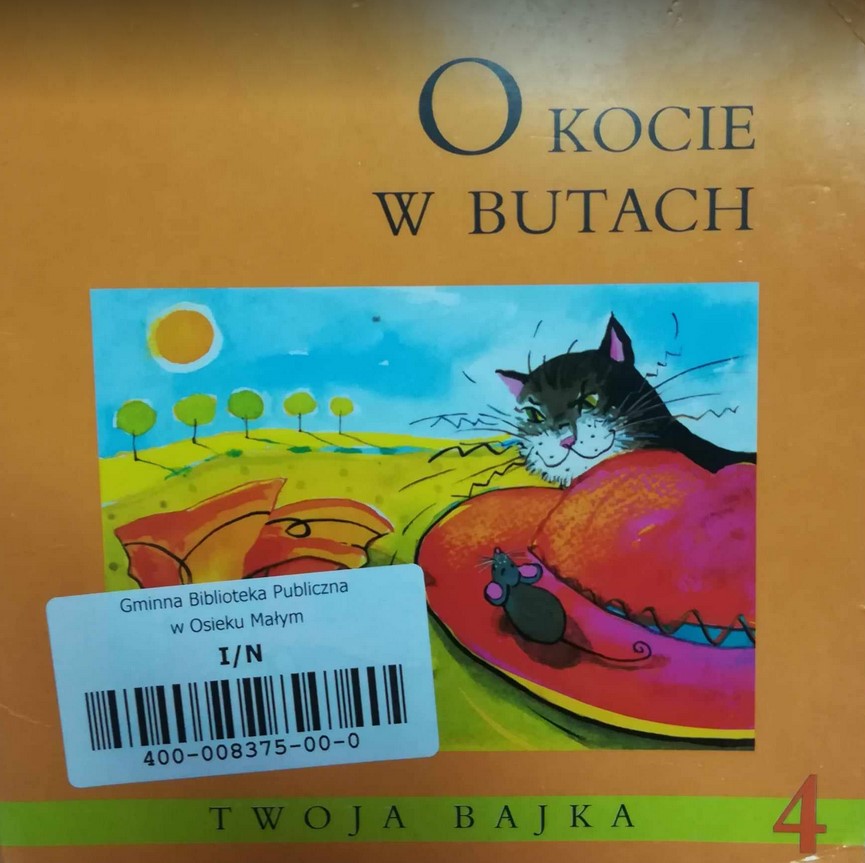 O KOCIE
W BUTACH
Gminna Biblioteka Publiczna
w Osieku Małym
I/N
400-008375-00-0
TWOJA BAJKA
4